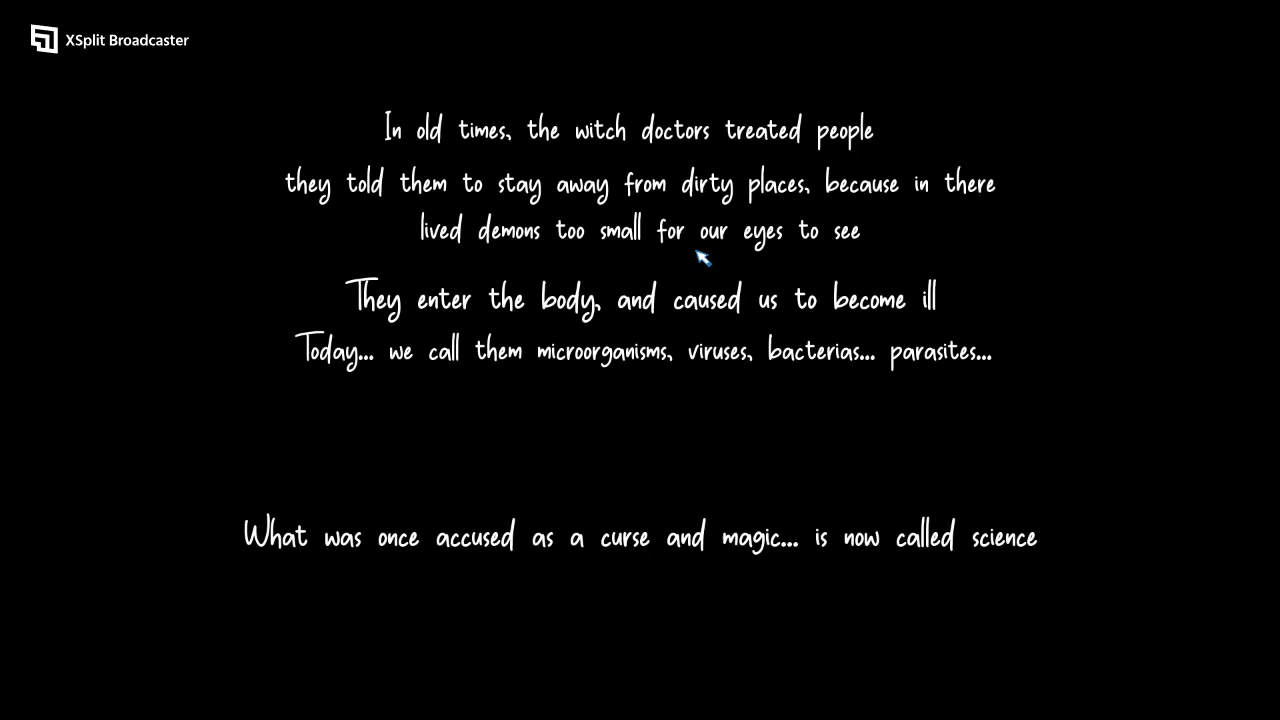 XSplit Broadcaster
In old times, the witch doctors treated people
they told them to stay away from dirty places, because in there
lived demons too small for our eyes to see
They enter the body, and caused us to become ill
Today... we call them microorganisms, viruses, bacterias... parasites...
What was once accused as a curse and magic... is now called science